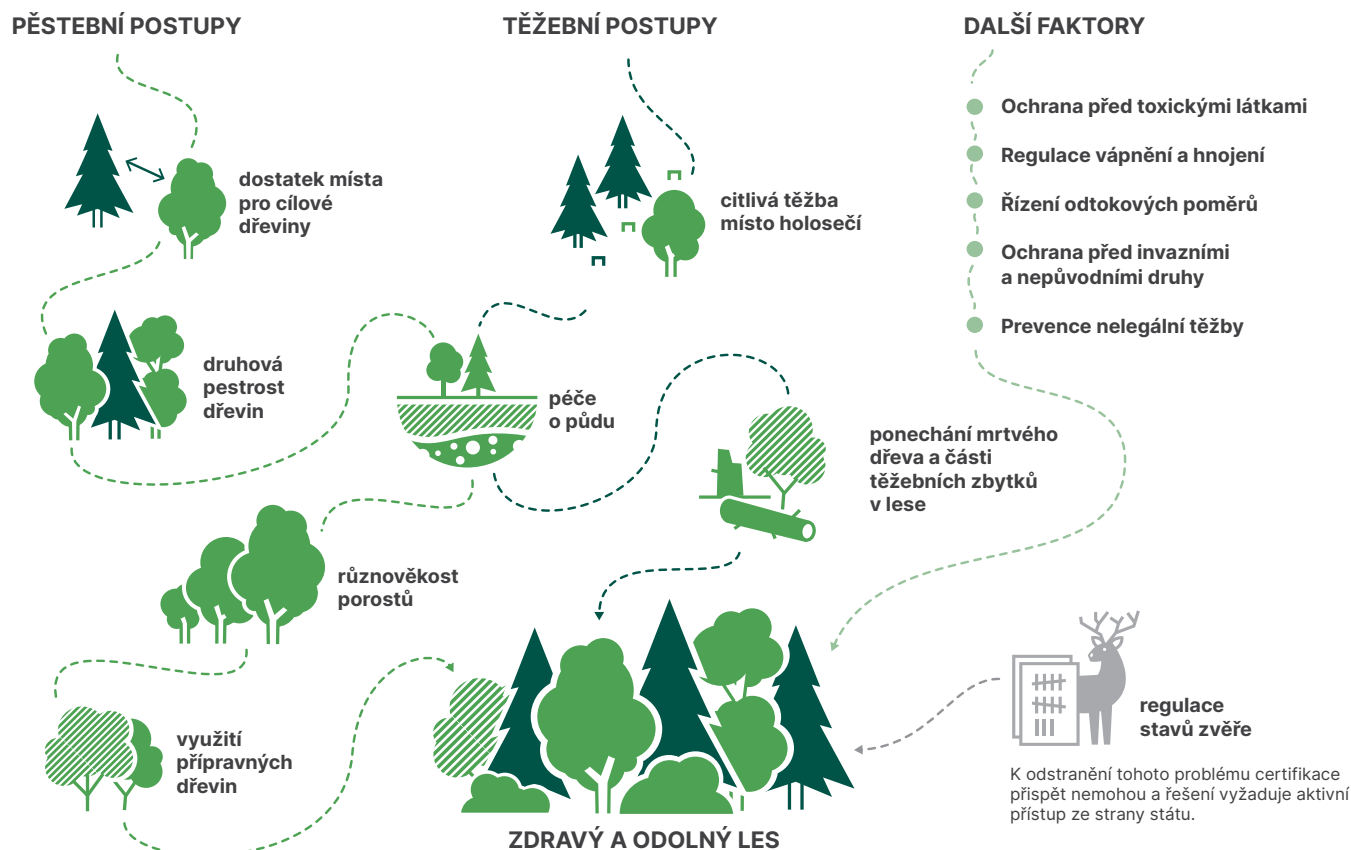 PĚSTEBNÍ POSTUPY
dostatek místa
pro cílové
dřeviny
druhová
pestrost
dřevin
péče
o půdu
různověkost
porostů
využití
přípravných
dřevin
TĚŽEBNÍ POSTUPY
citlivá těžba
místo holosečí
ponechání mrtvého
dřeva a části
těžebních zbytků
v lese
DALŠÍ FAKTORY
Ochrana před toxickými látkami
Regulace vápnění a hnojení
Řízení odtokových poměrů
Ochrana před invazními
a nepůvodními druhy
Prevence nelegální těžby
regulace
stavů zvěře
K odstranění tohoto problému certifikace
přispět nemohou a řešení vyžaduje aktivní
přístup ze strany státu.
ZDRAVÝ A ODOLNÝ LES